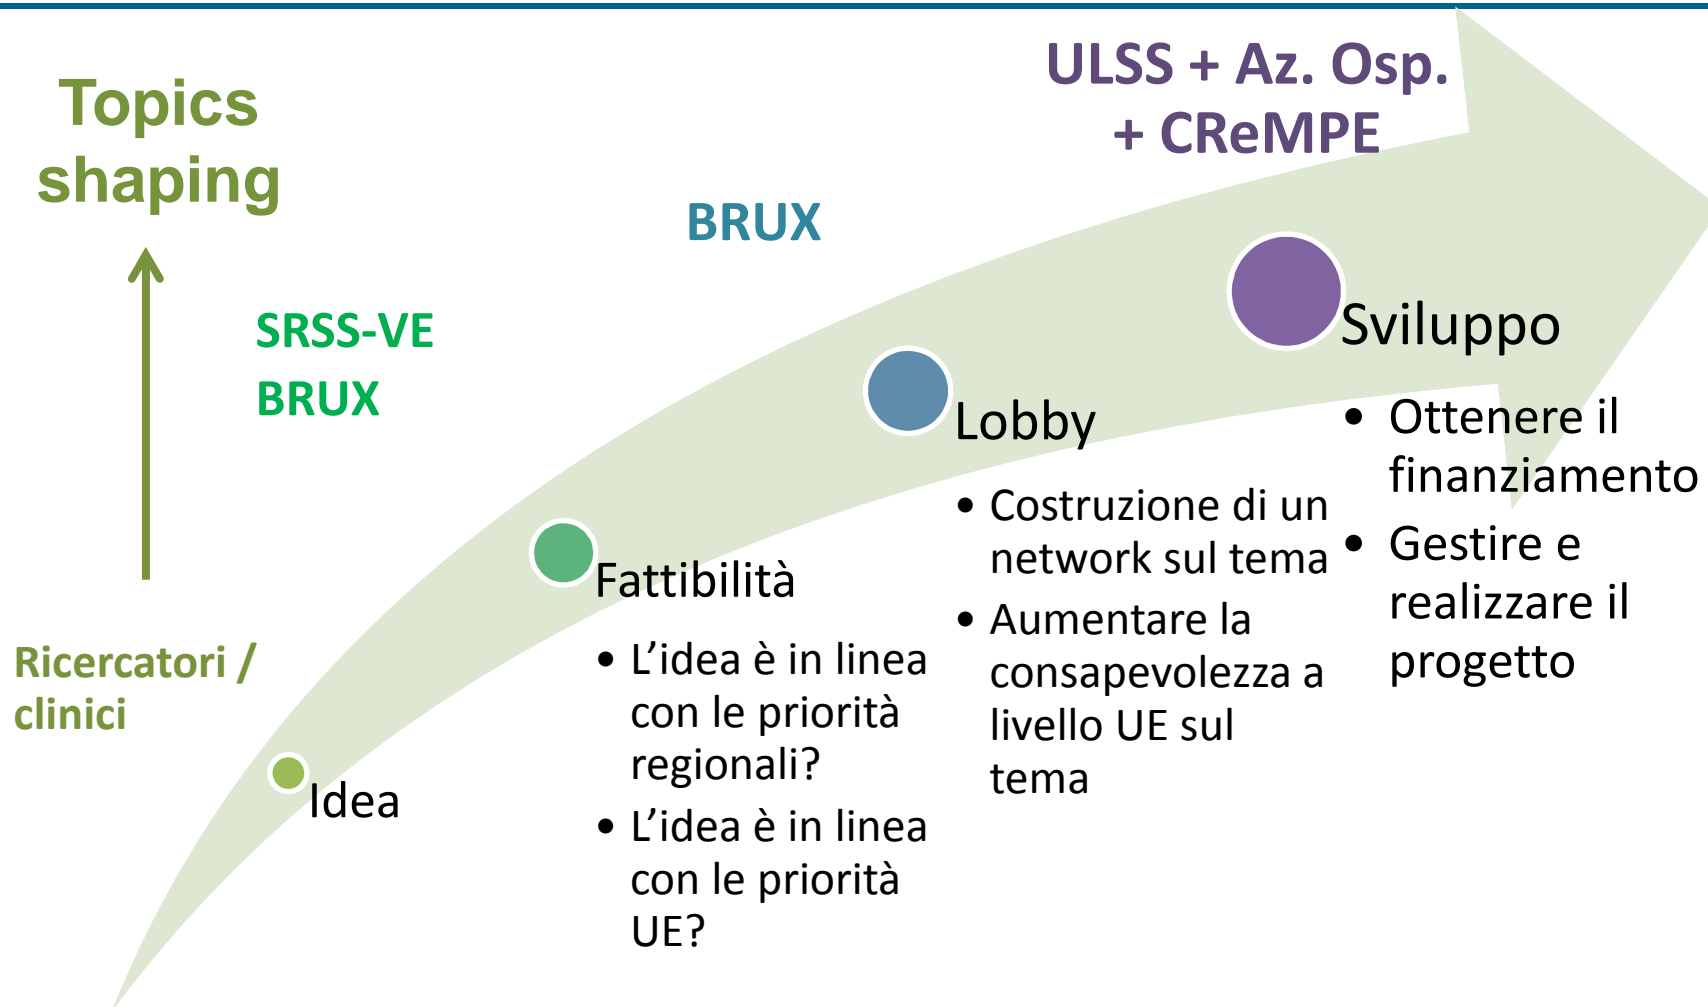 Topics
shaping
ULSS + Az. Osp.
+ CReMPE
BRUX
SRSS-VE
BRUX
Ricercatori /
clinici
Idea
Fattibilità
• L’idea è in linea
con le priorità
regionali?
• L’idea è in linea
con le priorità
UE?
Lobby
• Costruzione di un
network sul tema
• Aumentare la
consapevolezza a
livello UE sul
tema
Sviluppo
• Ottenere il
finanziamento
• Gestire e
realizzare il
progetto